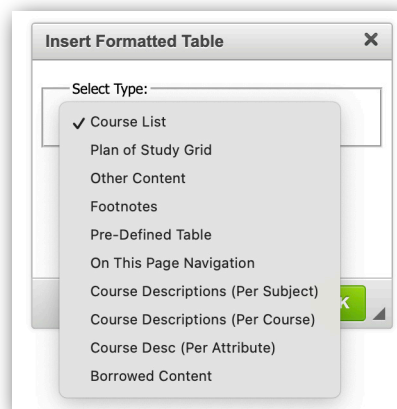 Insert Formatted Table
Select Type:
✓ Course List
Plan of Study Grid
Other Content
Footnotes
Pre-Defined Table
On This Page Navigation
Course Descriptions (Per Subject)
Course Descriptions (Per Course)
Course Desc (Per Attribute)
Borrowed Content
K